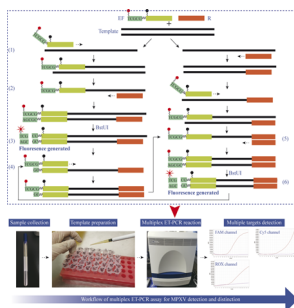 EF
R
Template
(1)
(2)
BstUI
(3)
Fluorescence generated
(4)
(5)
BstUI
(6)
Fluorescence generated
Sample collection
Template preparation
Multiplex ET-PCR reaction
Multiple targets detection
FAM channel
Cy5 channel
ROX channel
Workflow of multiplex ET-PCR assay for MPXV detection and distinction